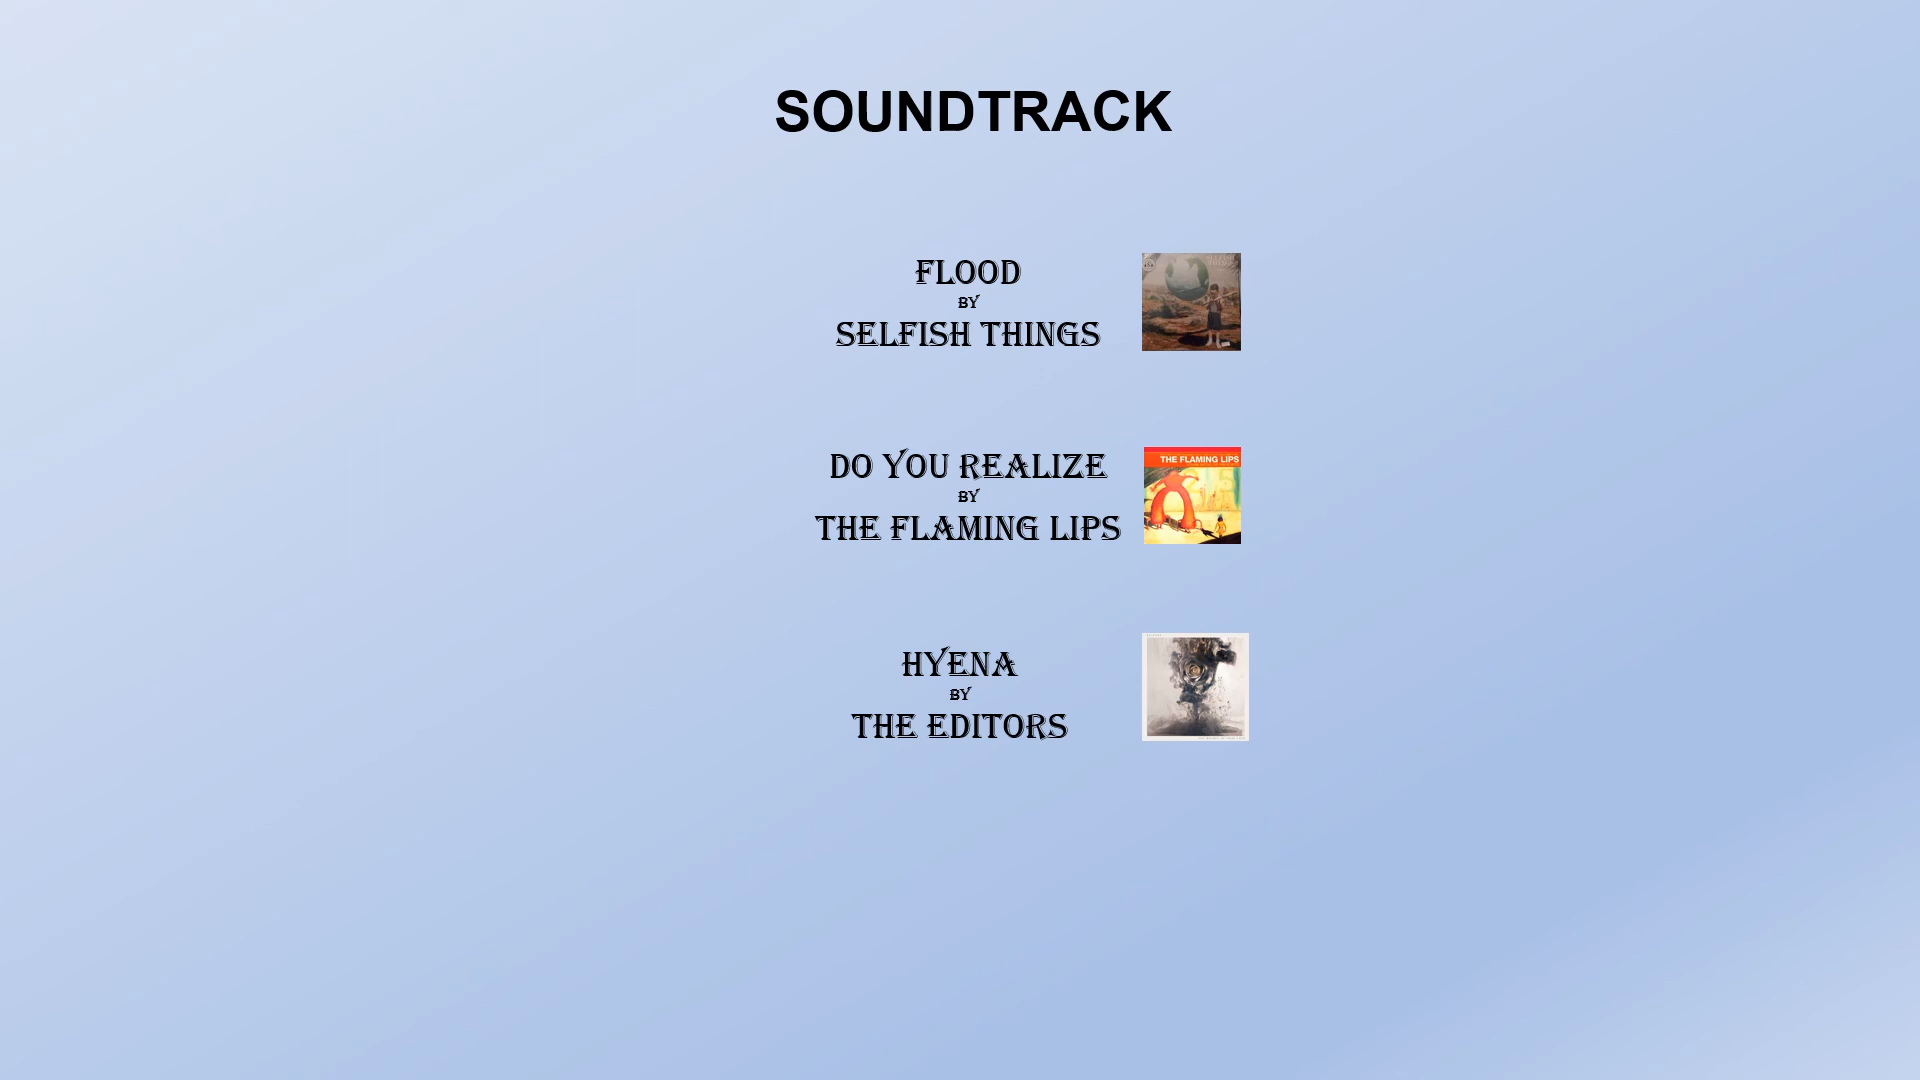 SOUNDTRACK
FLOOD
BY
SELFISH THINGS
DO YOU REALIZE
BY
THE FLAMING LIPS
THE FLAMING LIPS
HYENA
BY
THE EDITORS